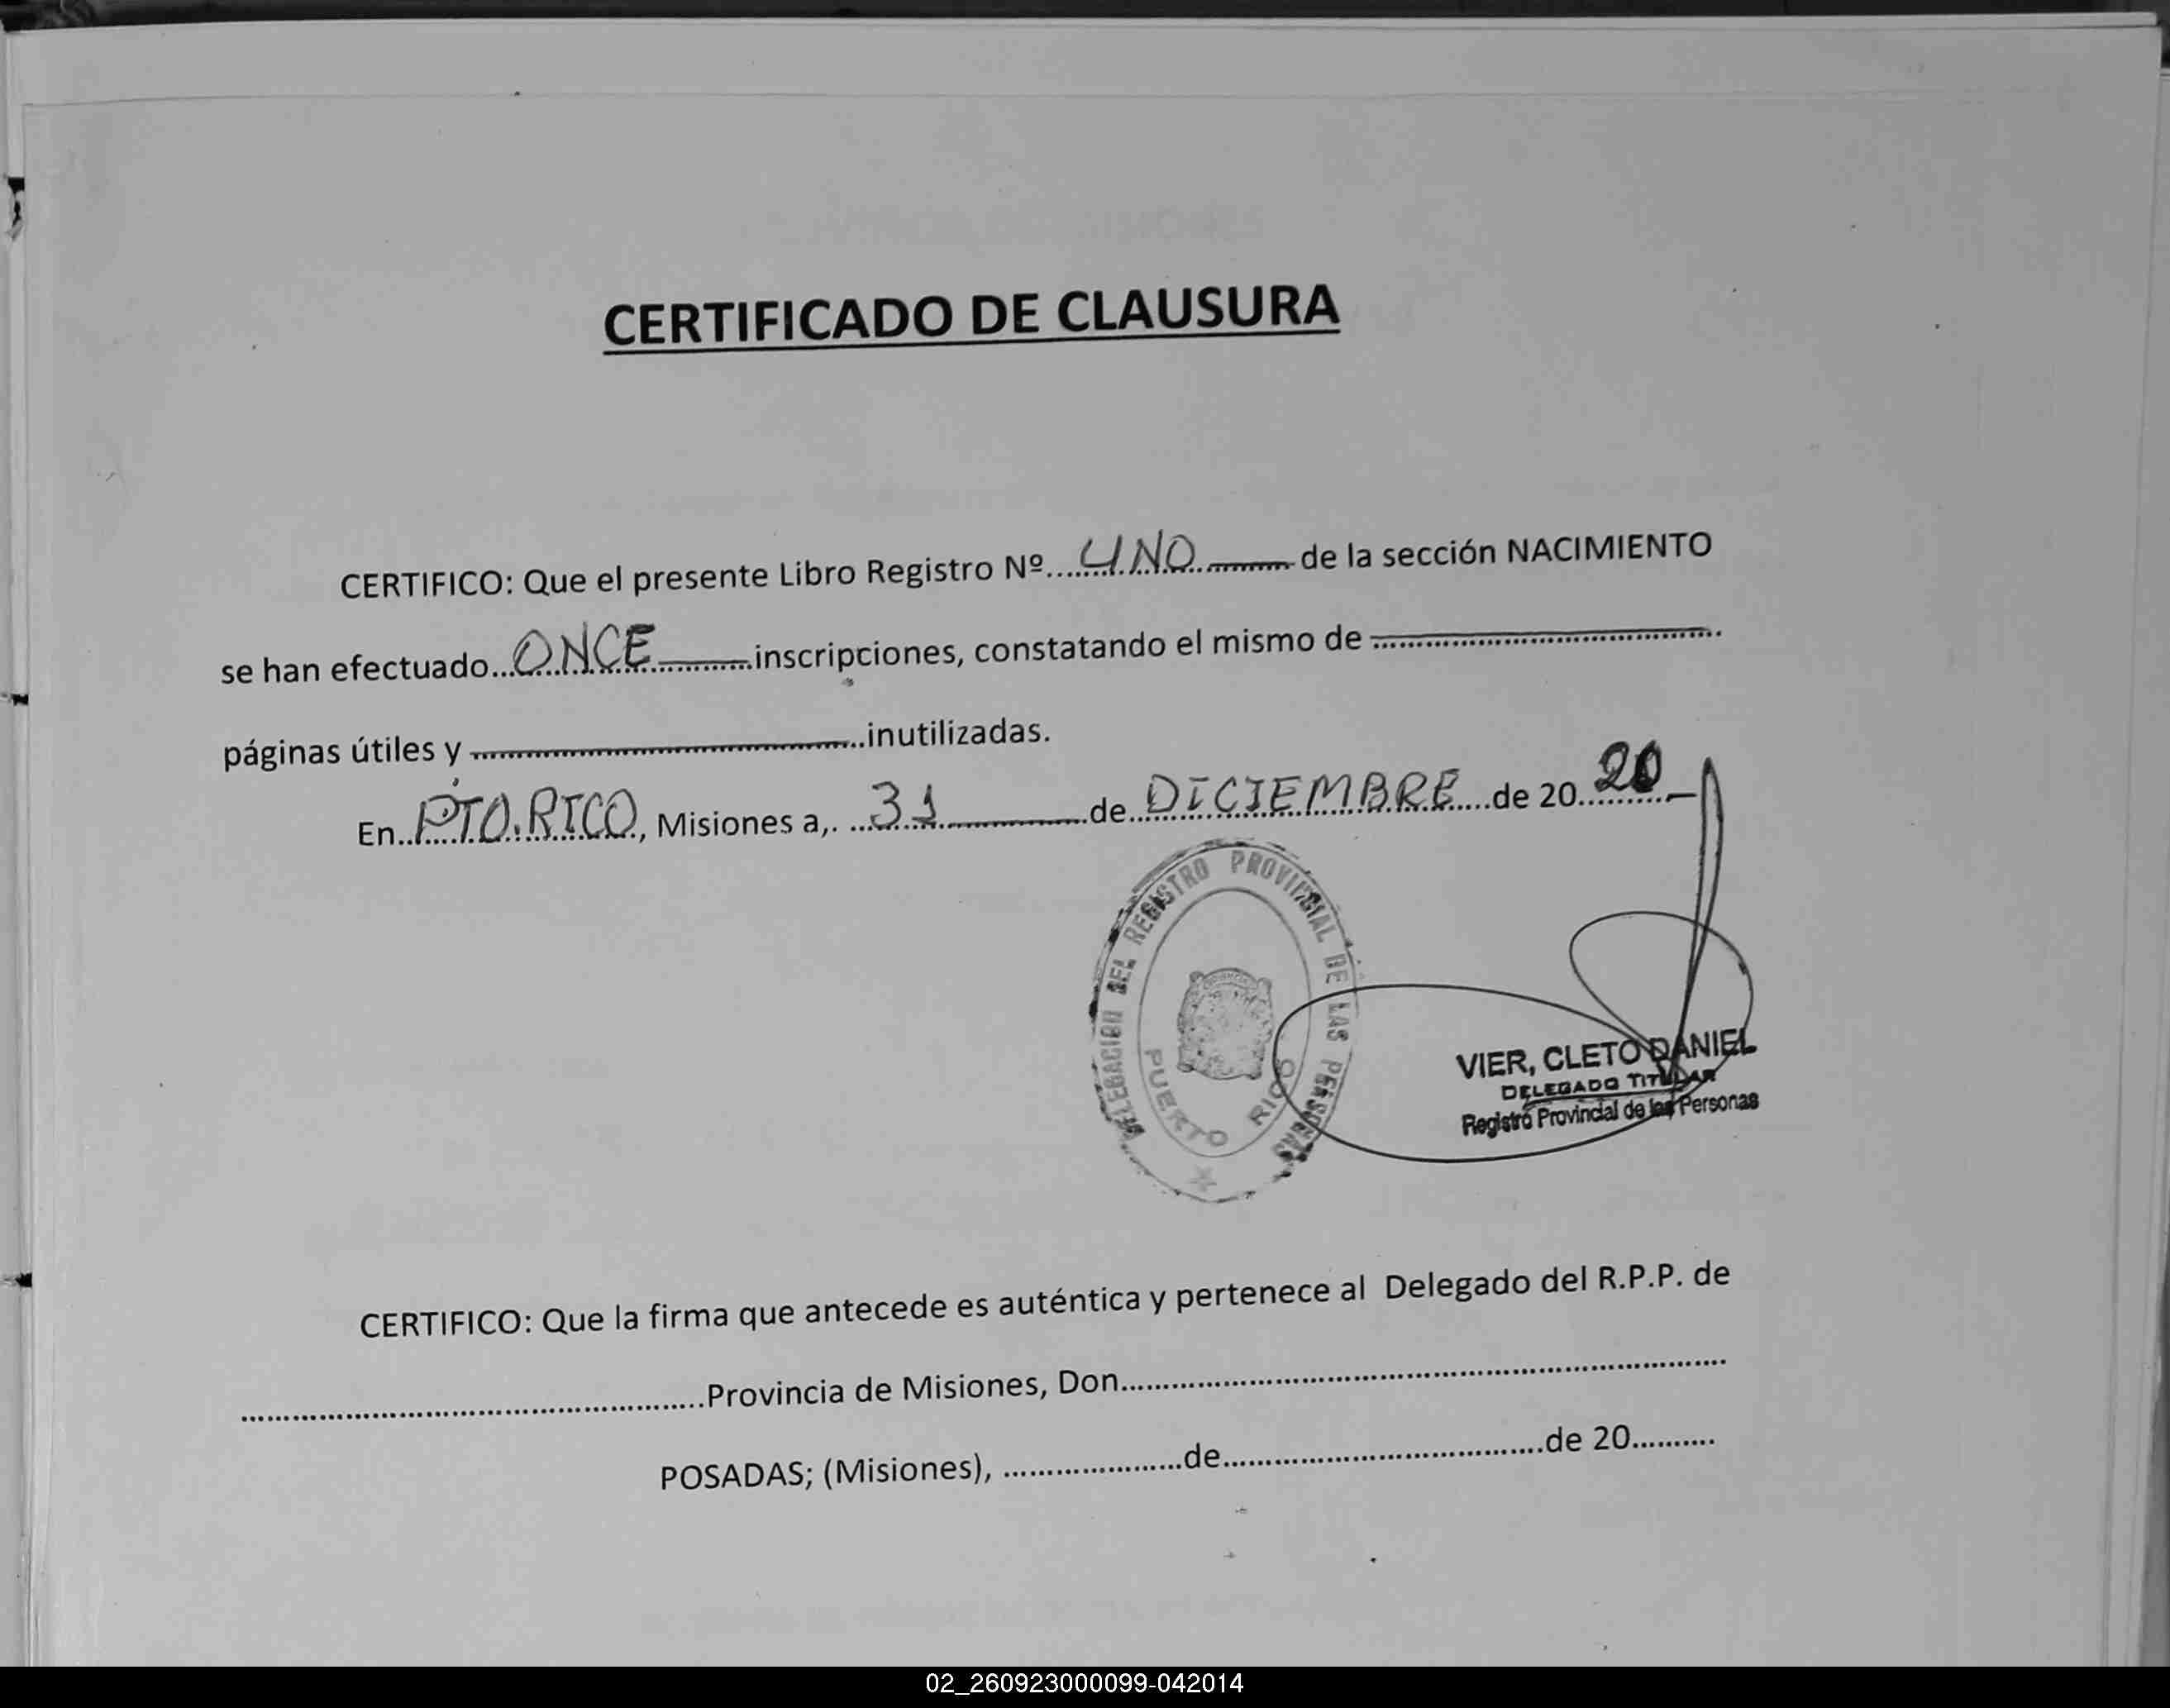 CERTIFICADO DE CLAUSURA
CERTIFICO: Que el presente Libro Registro Nº....UNO........de la sección NACIMIENTO
se han efectuado...ONCE............inscripciones, constatando el mismo de ........................................
páginas útiles y ........................................inutilizadas.
En..PTO.RICO., Misiones a,. ...31................de..DICIEMBRE.....de 20..20......
DELEGACION DEL REGISTRO PROVINCIAL DE LAS PERSONAS
PUERTO RICO
VIER, CLETO DANIEL
DELEGADO TITULAR
Registro Provincial de las Personas
CERTIFICO: Que la firma que antecede es auténtica y pertenece al Delegado del R.P.P. de
......................................................Provincia de Misiones, Don......................................................................
POSADAS; (Misiones), .....................de.....................................de 20..........
02_260923000099-042014